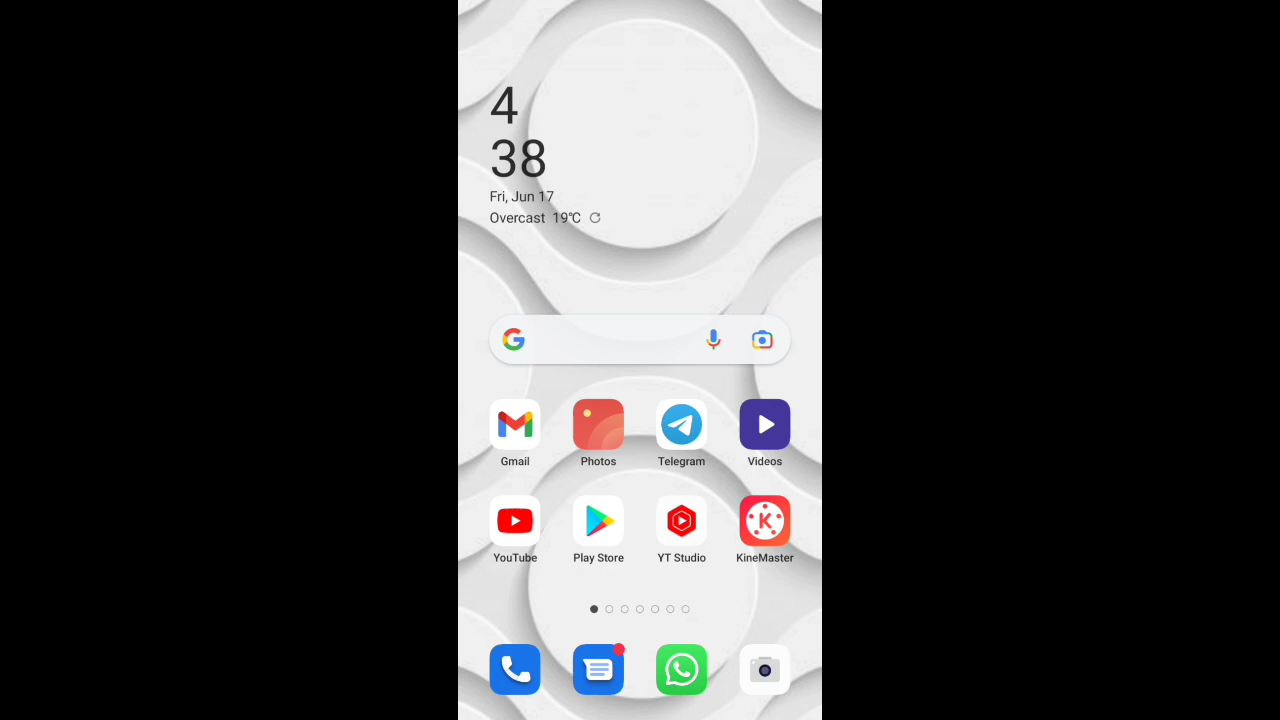 4
38
Fri, Jun 17
Overcast 19°C
Gmail
Photos
Telegram
Videos
YouTube
Play Store
YT Studio
KineMaster